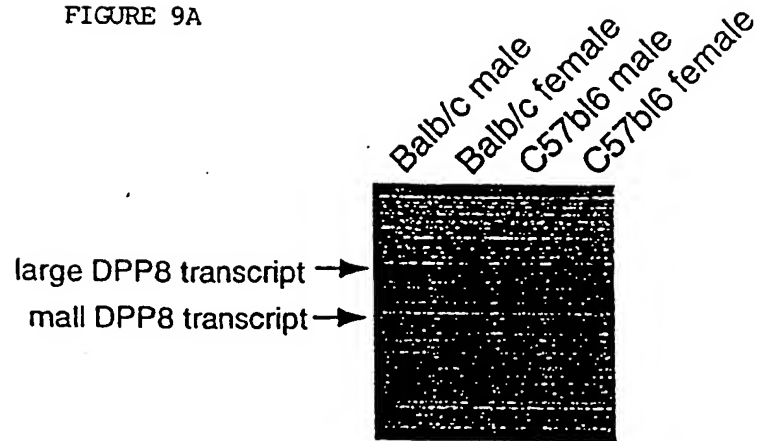 FIGURE 9A
Balb/c male
Balb/c female
C57bl6 male
C57bl6 female
large DPP8 transcript
mall DPP8 transcript